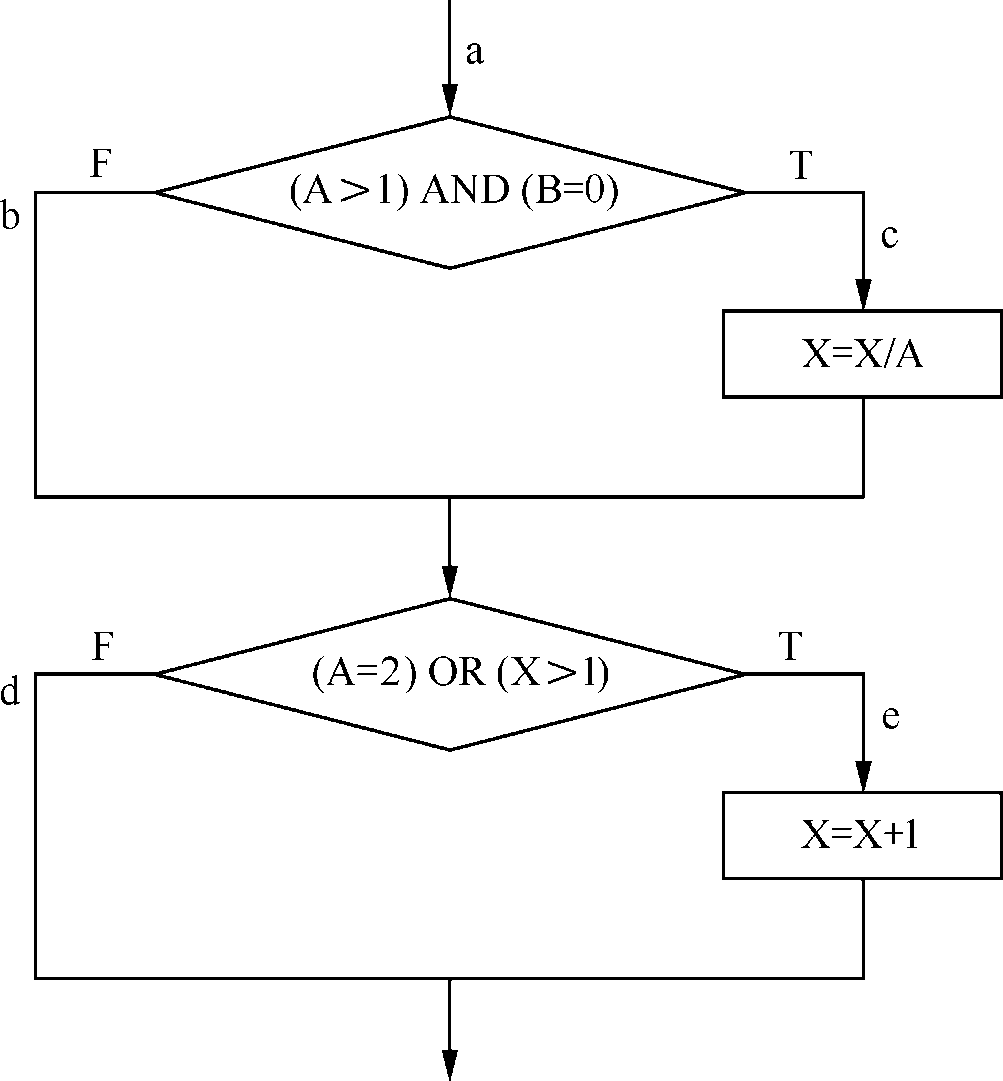 a
F
T
(A＞1) AND (B=0)
b
c
X=X/A
F
T
(A=2) OR (X＞1)
d
e
X=X+1